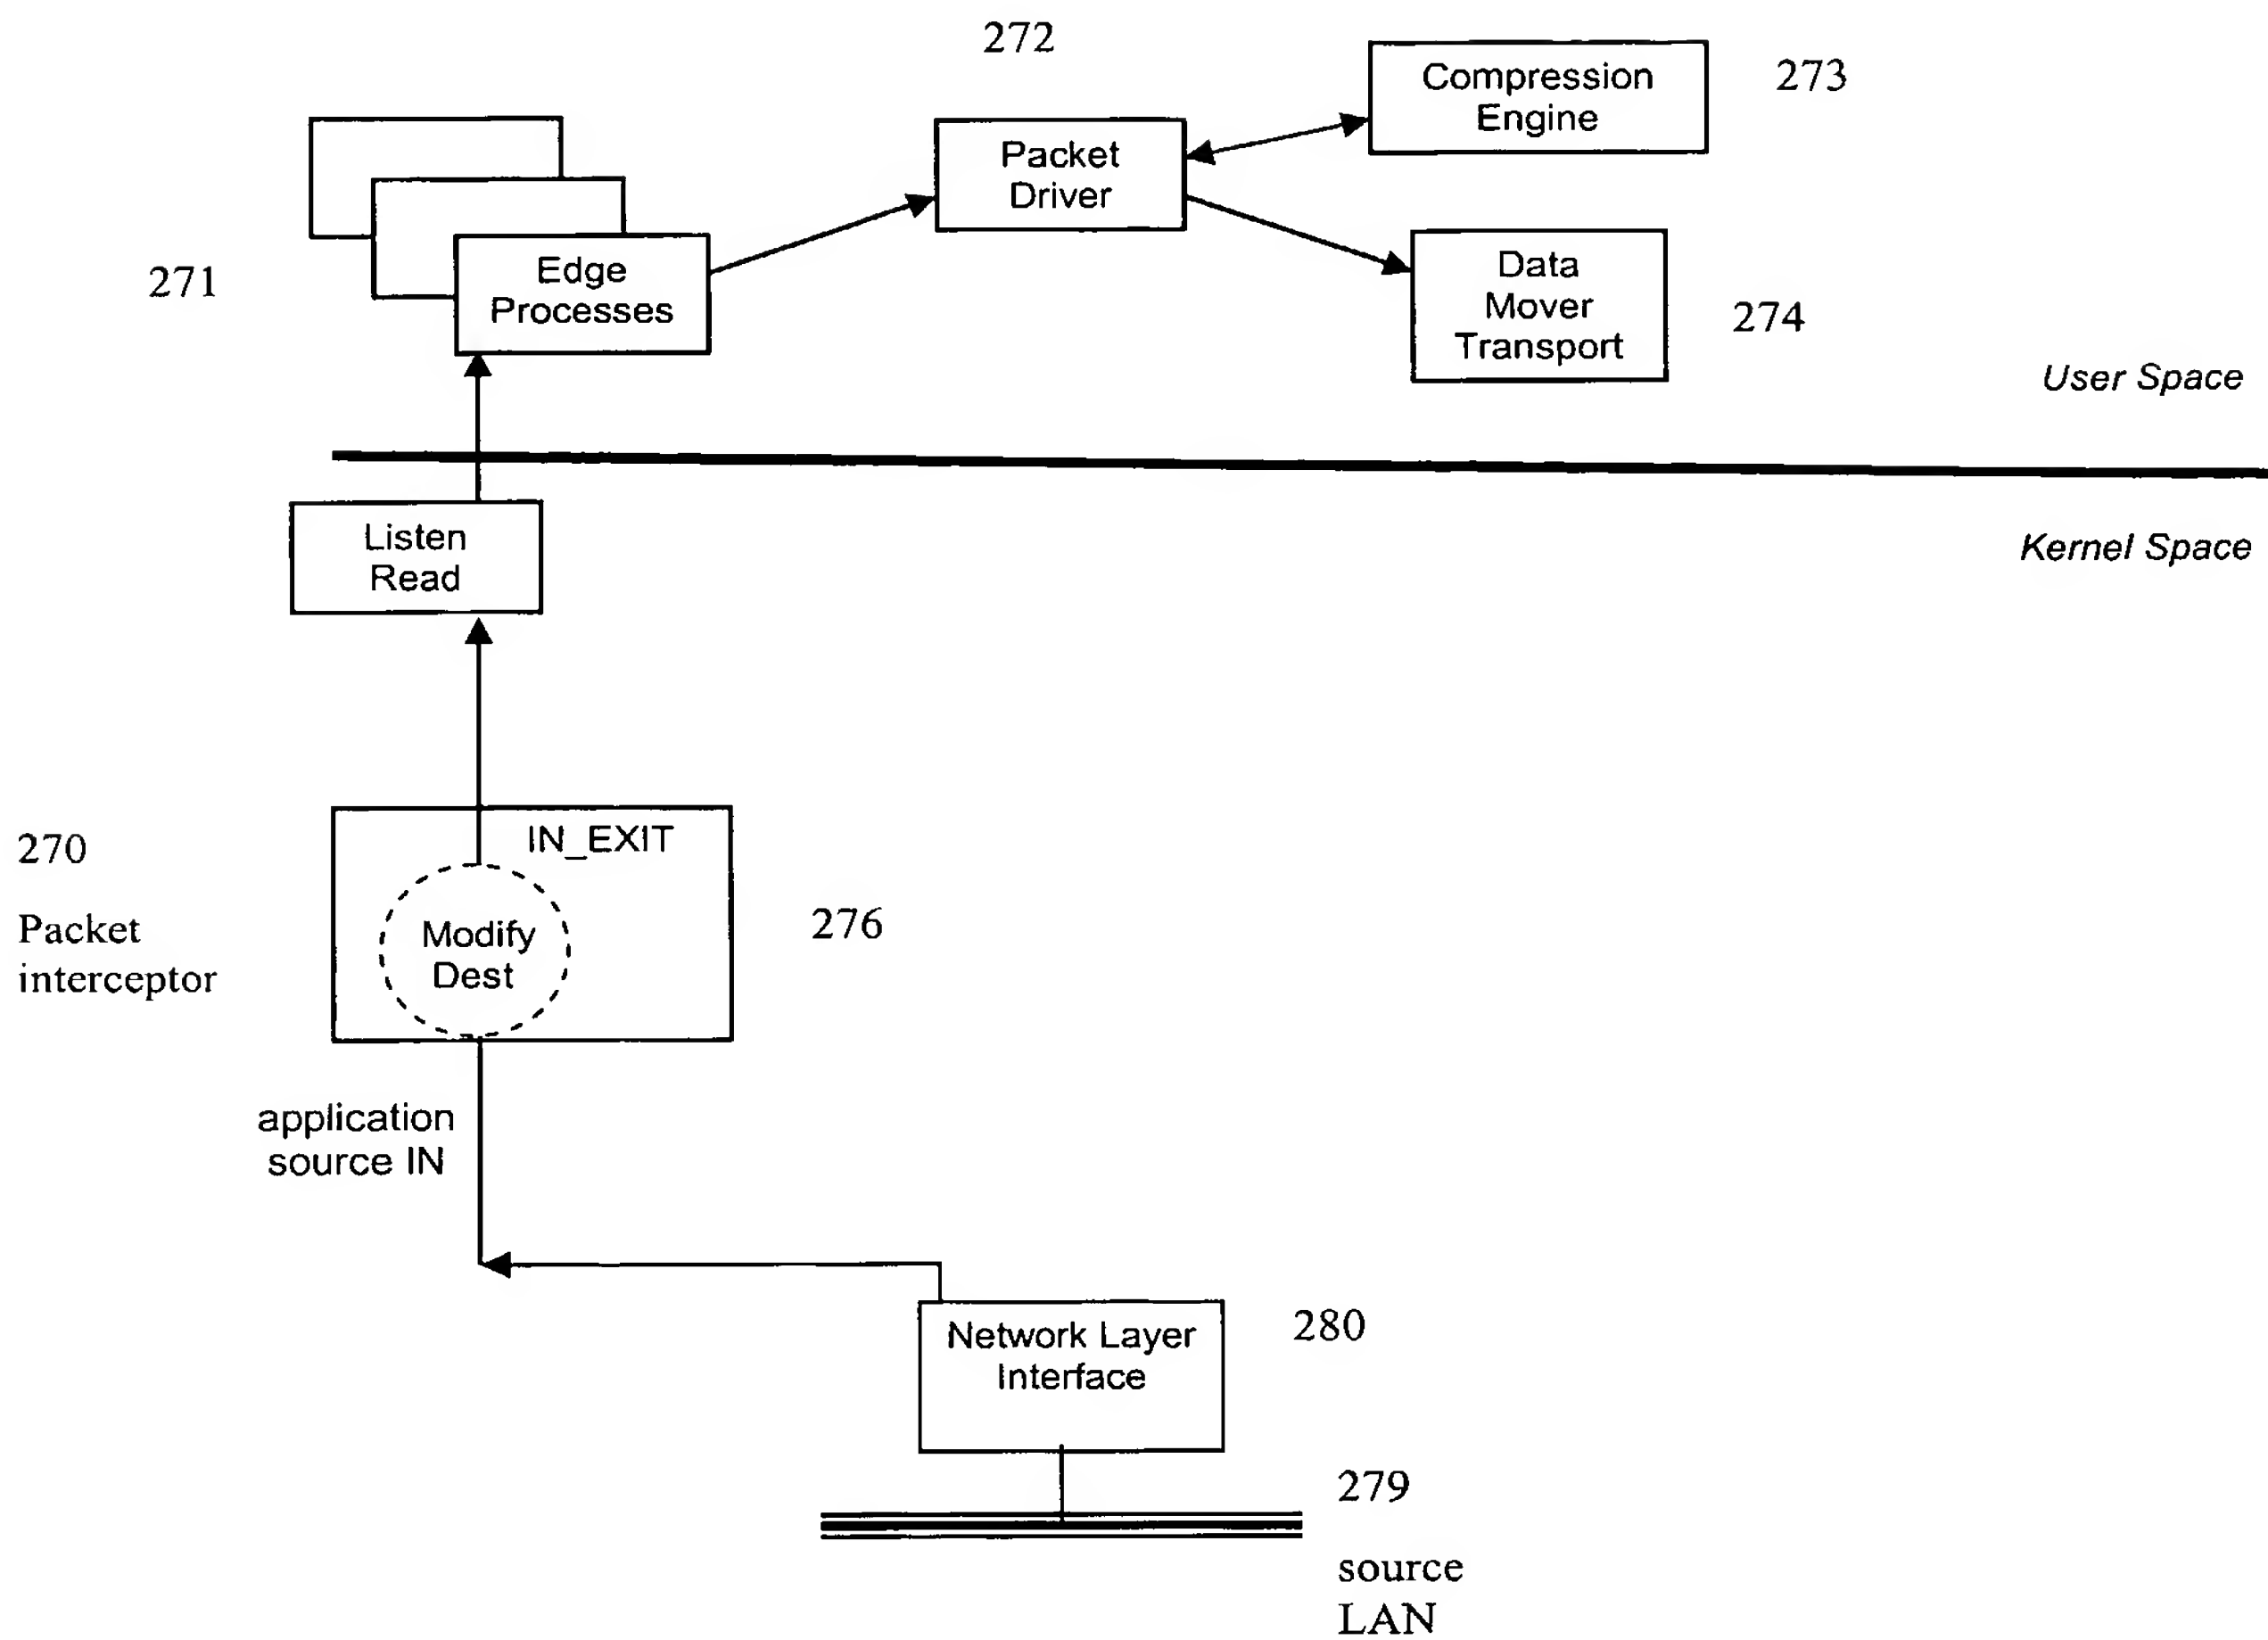 272
Compression
Engine
273
Packet
Driver
271
Edge
Processes
Data
Mover
Transport
274
User Space
Listen
Read
Kernel Space
270
Packet
interceptor
IN_EXIT
Modify
Dest
276
application
source IN
Network Layer
Interface
280
279
source
LAN